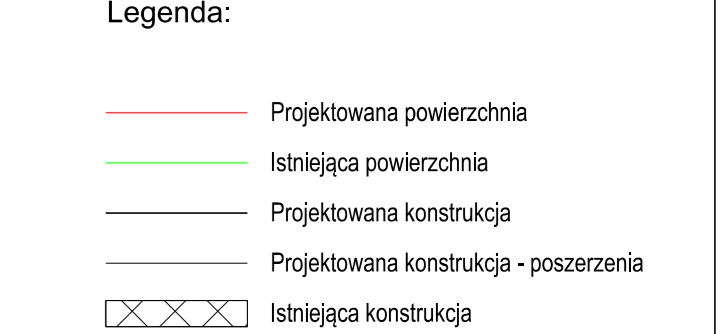 Legenda:
Projektowana powierzchnia
Istniejąca powierzchnia
Projektowana konstrukcja
Projektowana konstrukcja - poszerzenia
Istniejąca konstrukcja